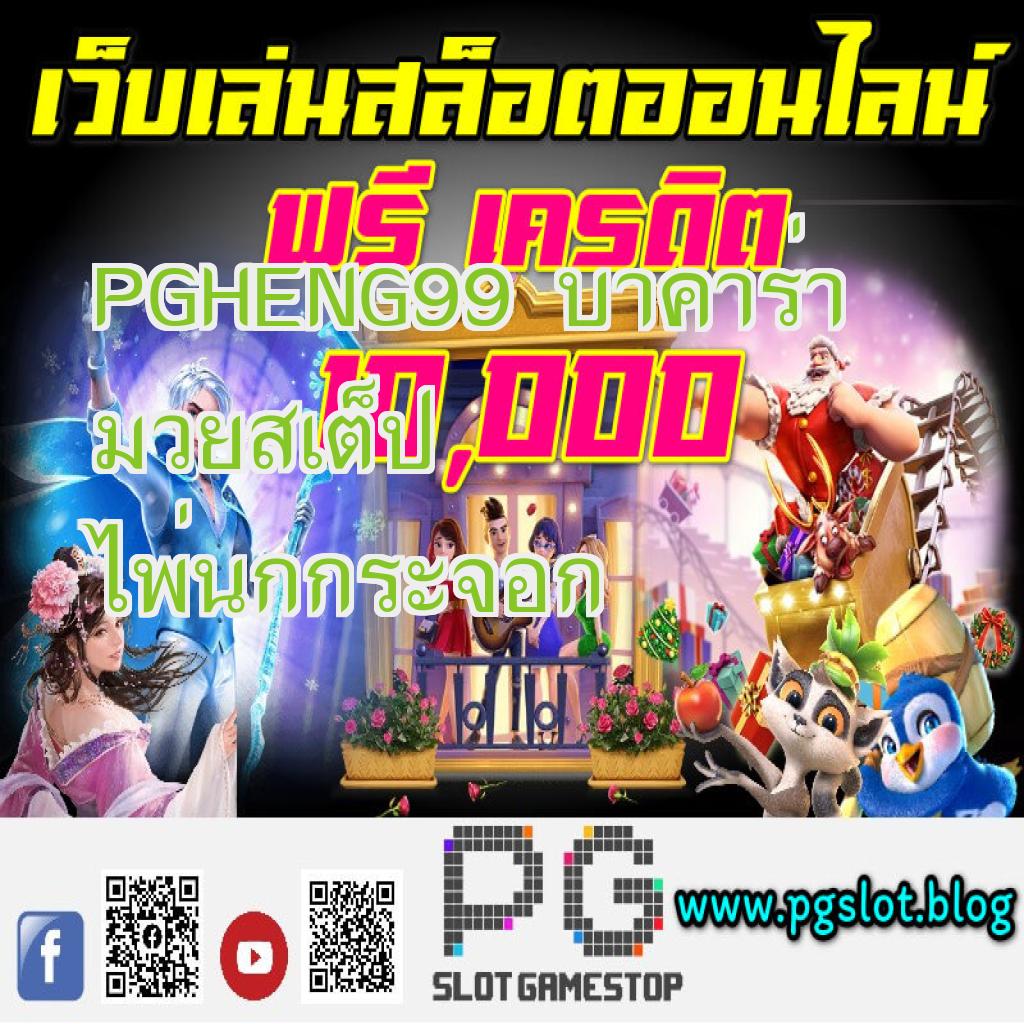 เว็บเล่นสล็อตออนไลน์
ฟรี เครดิต
PGHENG99 บาคาร่า
10,000
มวยสเต็ป
ไพ่นกกระจอก
PG
www.pgslot.blog
SLOT GAMESTOP